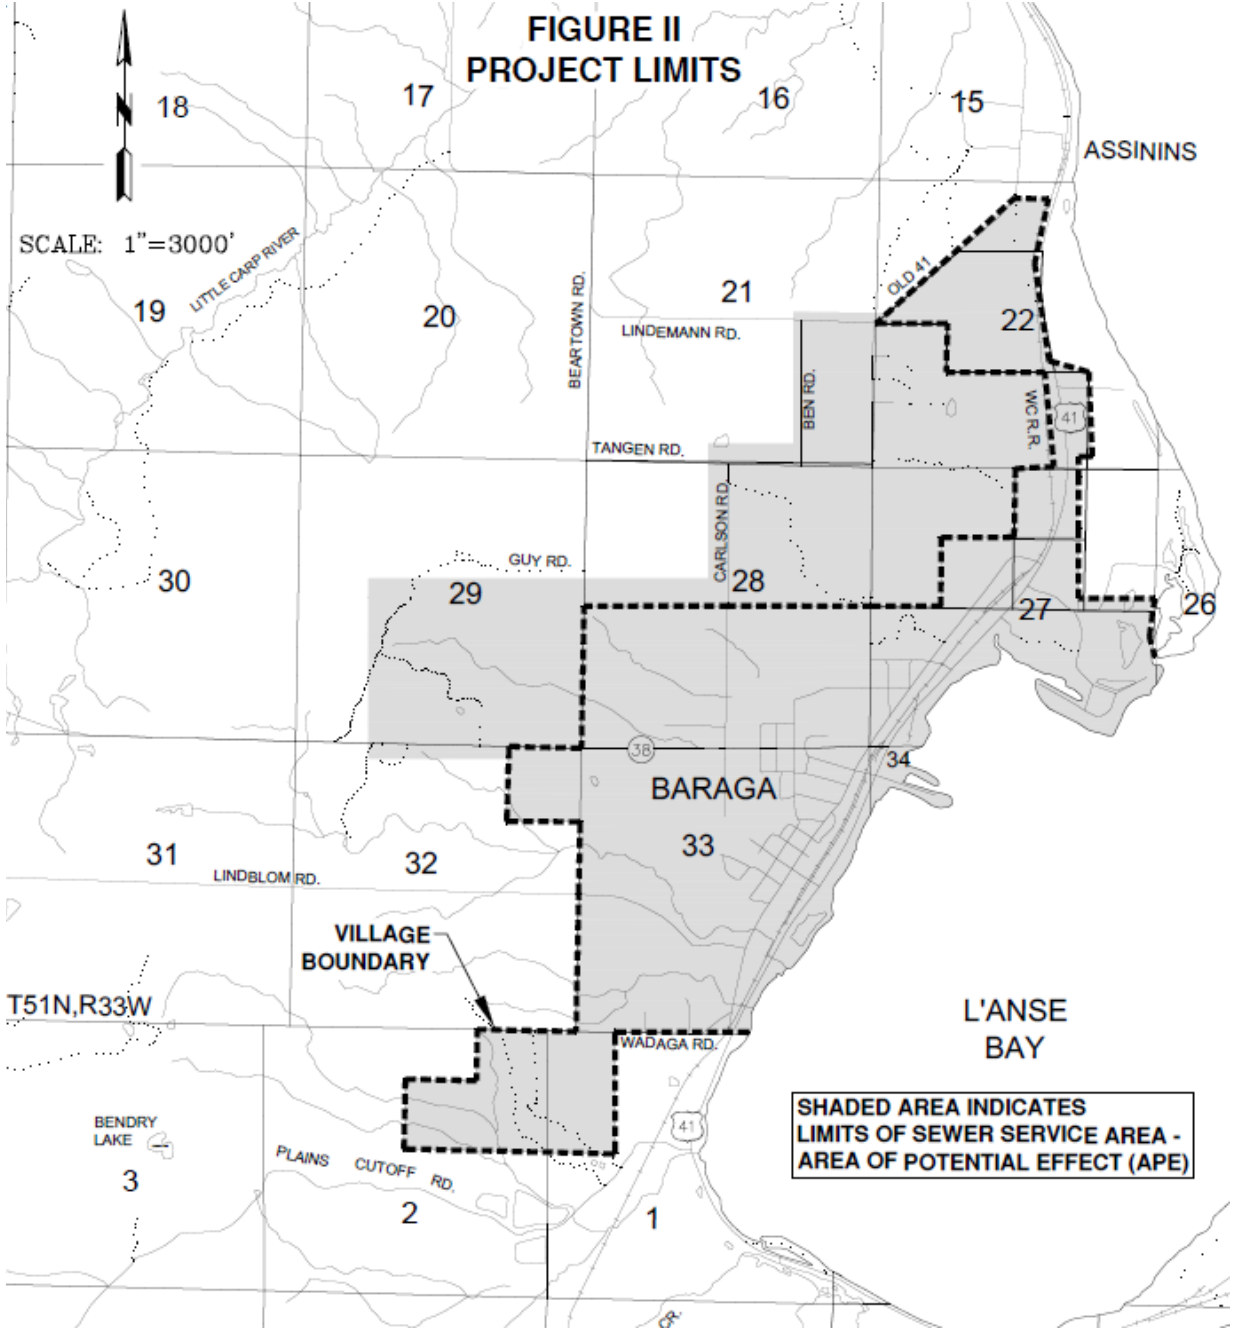 FIGURE II
PROJECT LIMITS
18
17
16
15
N
ASSININS
SCALE: 1"=3000'
LITTLE CARP RIVER
OLD 41
19
20
BEARTOWN RD.
21
22
LINDEMANN RD.
BEN RD.
WC R.R.
41
TANGEN RD.
CARLSON RD.
GUY RD.
30
29
28
27
26
38
BARAGA
34
31
32
33
LINDBLOM RD.
VILLAGE
BOUNDARY
T51N,R33W
WADAGA RD.
L'ANSE
BAY
BENDRY
LAKE
41
SHADED AREA INDICATES
LIMITS OF SEWER SERVICE AREA -
AREA OF POTENTIAL EFFECT (APE)
PLAINS CUTOFF RD.
3
2
1
CR.